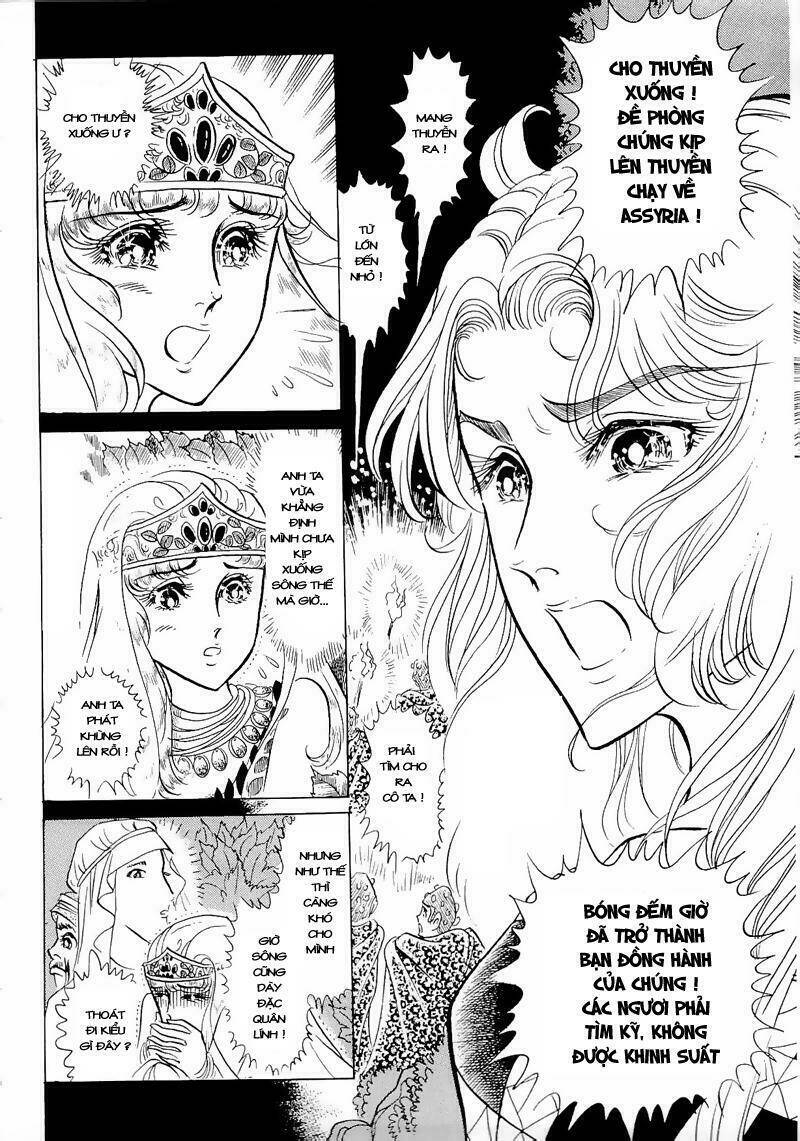 CHO THUYỀN
XUỐNG !
ĐỀ PHÒNG
CHÚNG KỊP
LÊN THUYỀN
CHẠY VỀ
ASSYRIA !
MANG
THUYỀN
RA !
TỪ
LỚN
ĐẾN
NHỎ !
PHẢI
TÌM CHO
RA
CÔ TA !
BÓNG ĐẾM GIỜ
ĐÃ TRỞ THÀNH
BẠN ĐỒNG HÀNH
CỦA CHÚNG !
CÁC NGƯƠI PHẢI
TÌM KỸ, KHÔNG
ĐƯỢC KHINH SUẤT
CHO THUYỀN
XUỐNG Ư ?
ANH TA
VỪA
KHẲNG
ĐỊNH
MÌNH CHƯA
KỊP
XUỐNG
SÔNG THẾ
MÀ GIỜ...
ANH TA
PHÁT
KHÙNG
LÊN RỒI !
NHƯNG
NHƯ THẾ
THÌ
CÀNG
KHÓ CHO
MÌNH
GIỜ
SÔNG
CŨNG
DÀY
ĐẶC
QUÂN
LÍNH !
THOÁT
ĐI KIỂU
GÌ ĐÂY ?